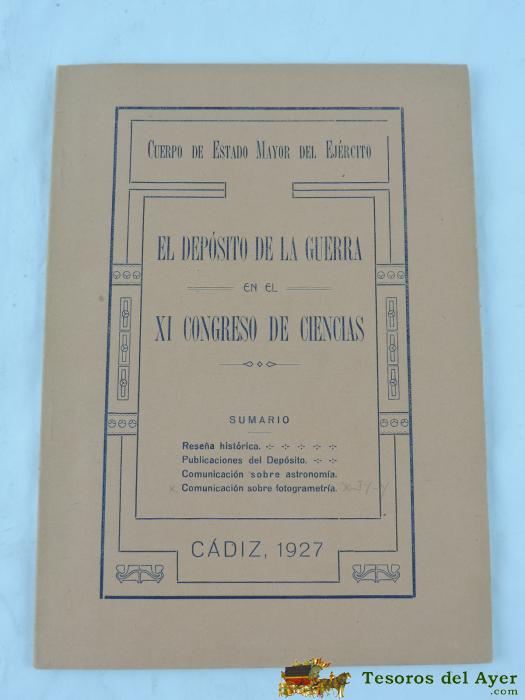 CUERPO DE ESTADO MAYOR DEL EJÉRCITO
EL DEPÓSITO DE LA GUERRA
EN EL
XI CONGRESO DE CIENCIAS
SUMARIO
Reseña histórica.
Publicaciones del Depósito.
Comunicación sobre astronomía.
x Comunicación sobre fotogrametría.
CÁDIZ, 1927
Tesoros del Ayer
.com